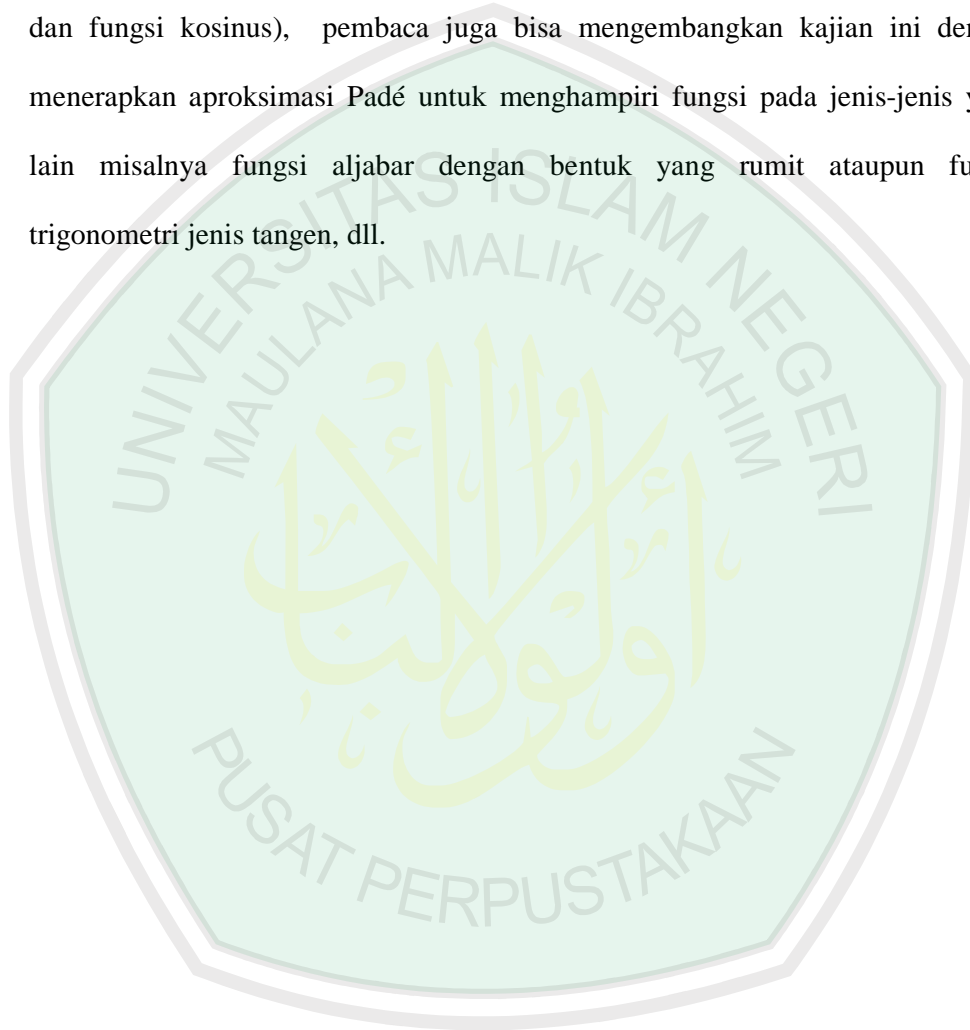 dan fungsi kosinus), pembaca juga bisa mengembangkan kajian ini den
menerapkan aproksimasi Padé untuk menghampiri fungsi pada jenis-jenis y
lain misalnya fungsi aljabar dengan bentuk yang rumit ataupun fu
trigonometri jenis tangen, dll.
UNIVERSITAS ISLAM NEGERI
MAULANA MALIK IBRAHIM
أولو الألباب
PUSAT PERPUSTAKAAN